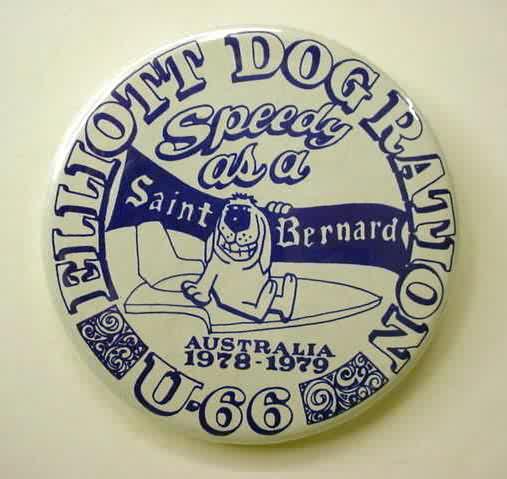 ELLIOTT DOG RATION
Speedy
as a
Saint Bernard
AUSTRALIA
1978-1979
U-66